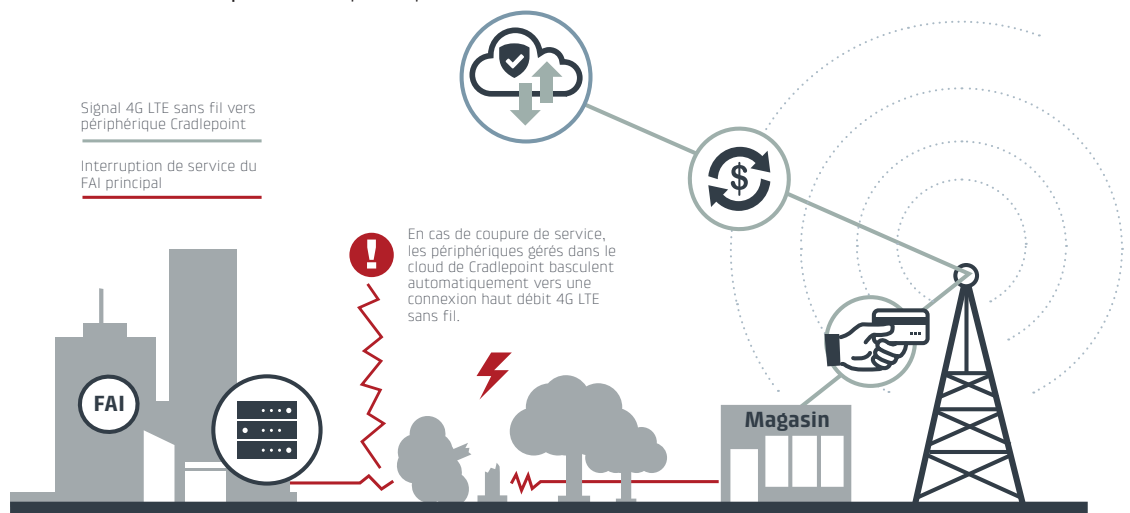 Signal 4G LTE sans fil vers
périphérique Cradlepoint
Interruption de service du
FAI principal
En cas de coupure de service,
les périphériques gérés dans le
cloud de Cradlepoint basculent
automatiquement vers une
connexion haut débit 4G LTE
sans fil.
$
!
FAI
Magasin